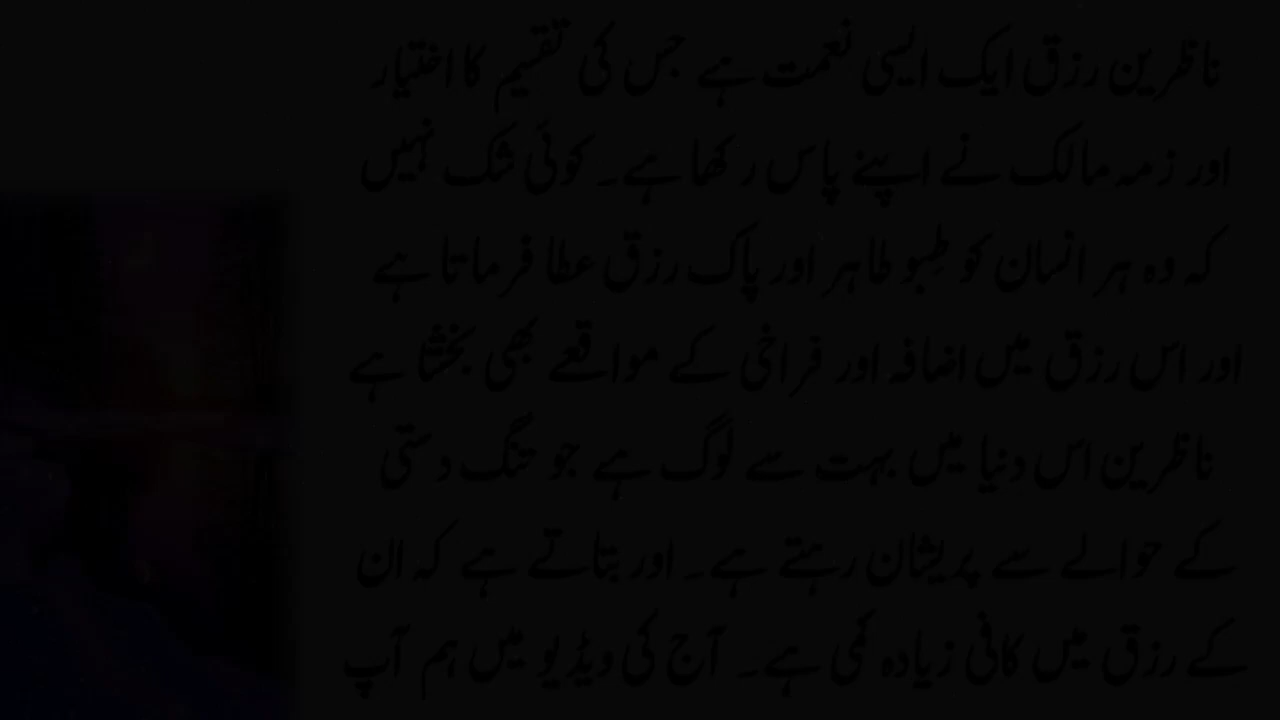 ناظرین رزق ایک ایسی نعمت ہے جس کی تقسیم کا اختیار
اور زمہ مالک نے اپنے پاس رکھا ہے۔ کوئی شک نہیں
کہ وہ ہر انسان کو طیبو طاہر اور پاک رزق عطا فرماتا ہے
اور اس رزق میں اضافہ اور فراخی کے مواقعے بھی بخشتا ہے
ناظرین اس دنیا میں بہت سے لوگ ہے جو تنگ دستی
کے حوالے سے پریشان رہتے ہے۔ اور بتاتے ہے کہ ان
کے رزق میں کافی زیادہ کمی ہے۔ آج کی ویڈیو میں ہم آپ